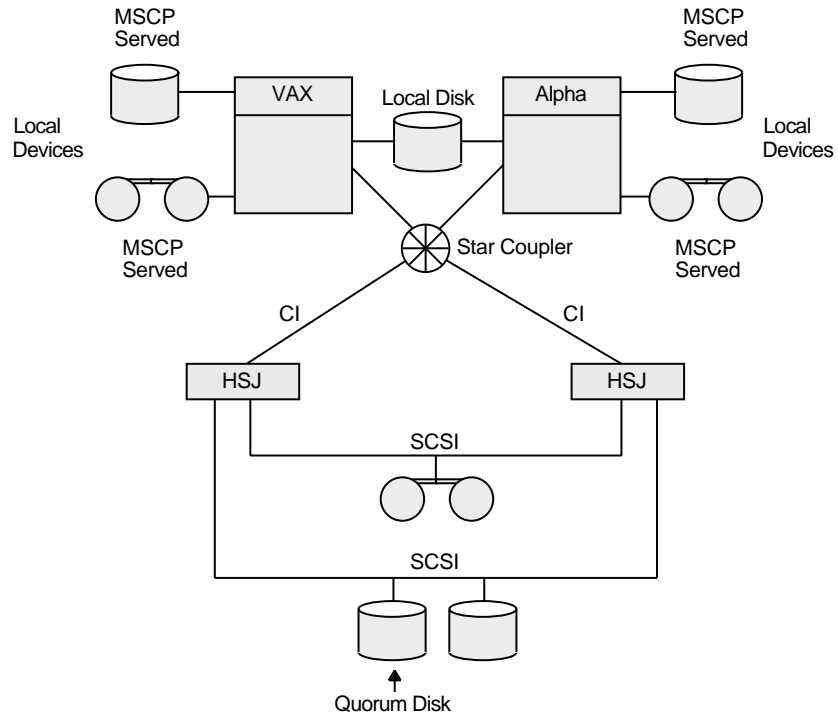 MSCP
Served
MSCP
Served
VAX
Local Disk
Alpha
Local
Devices
Local
Devices
MSCP
Served
MSCP
Served
Star Coupler
CI
CI
HSJ
HSJ
SCSI
SCSI
Quorum Disk